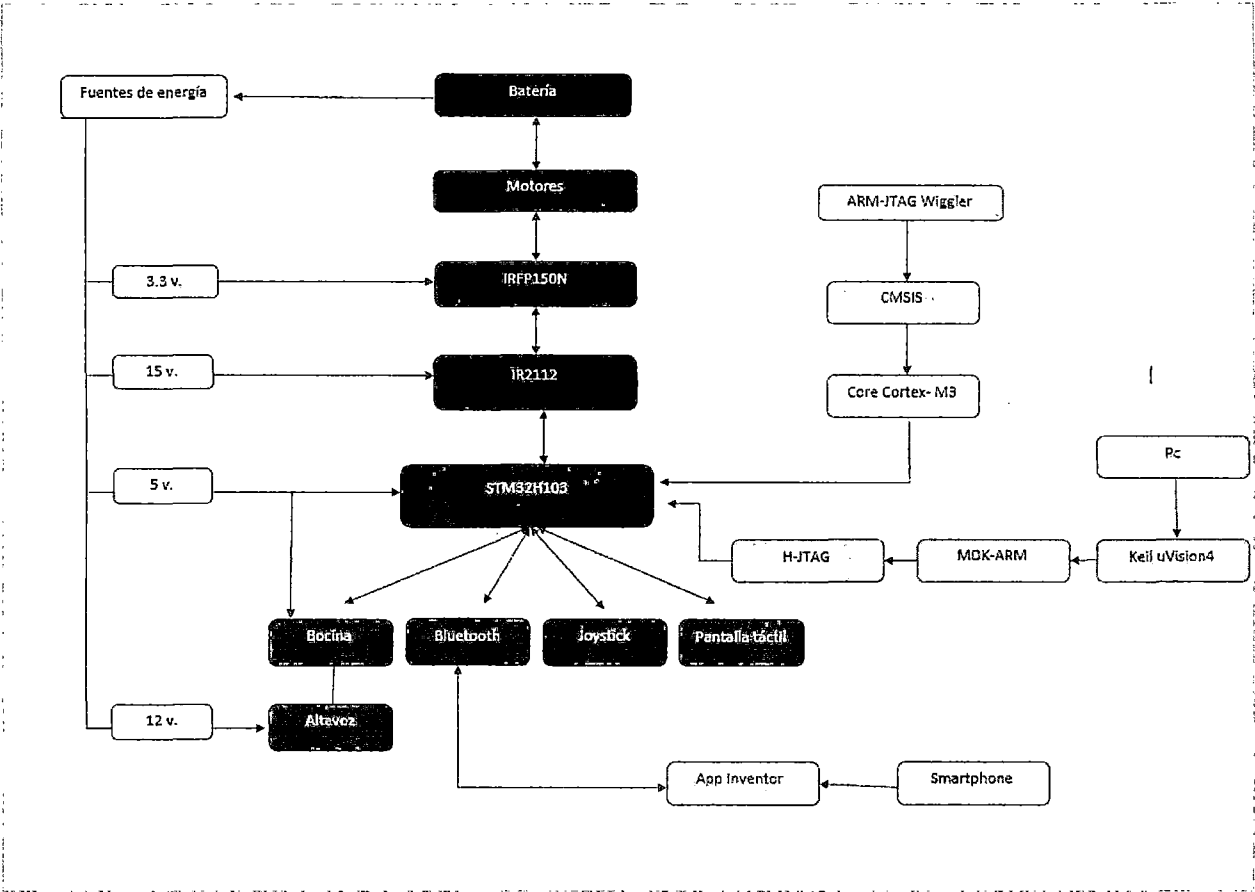 Fuentes de energía
Batería
Motores
ARM-JTAG Wiggler
3.3 v.
IRFP150N
CMSIS
15 v.
IR2112
Core Cortex- M3
Pc
5 v.
STM32H103
H-JTAG
MDK-ARM
Keil uVision4
Bocina
Bluetooth
Joystick
Pantalla táctil
12 v.
Altavoz
App Inventor
Smartphone